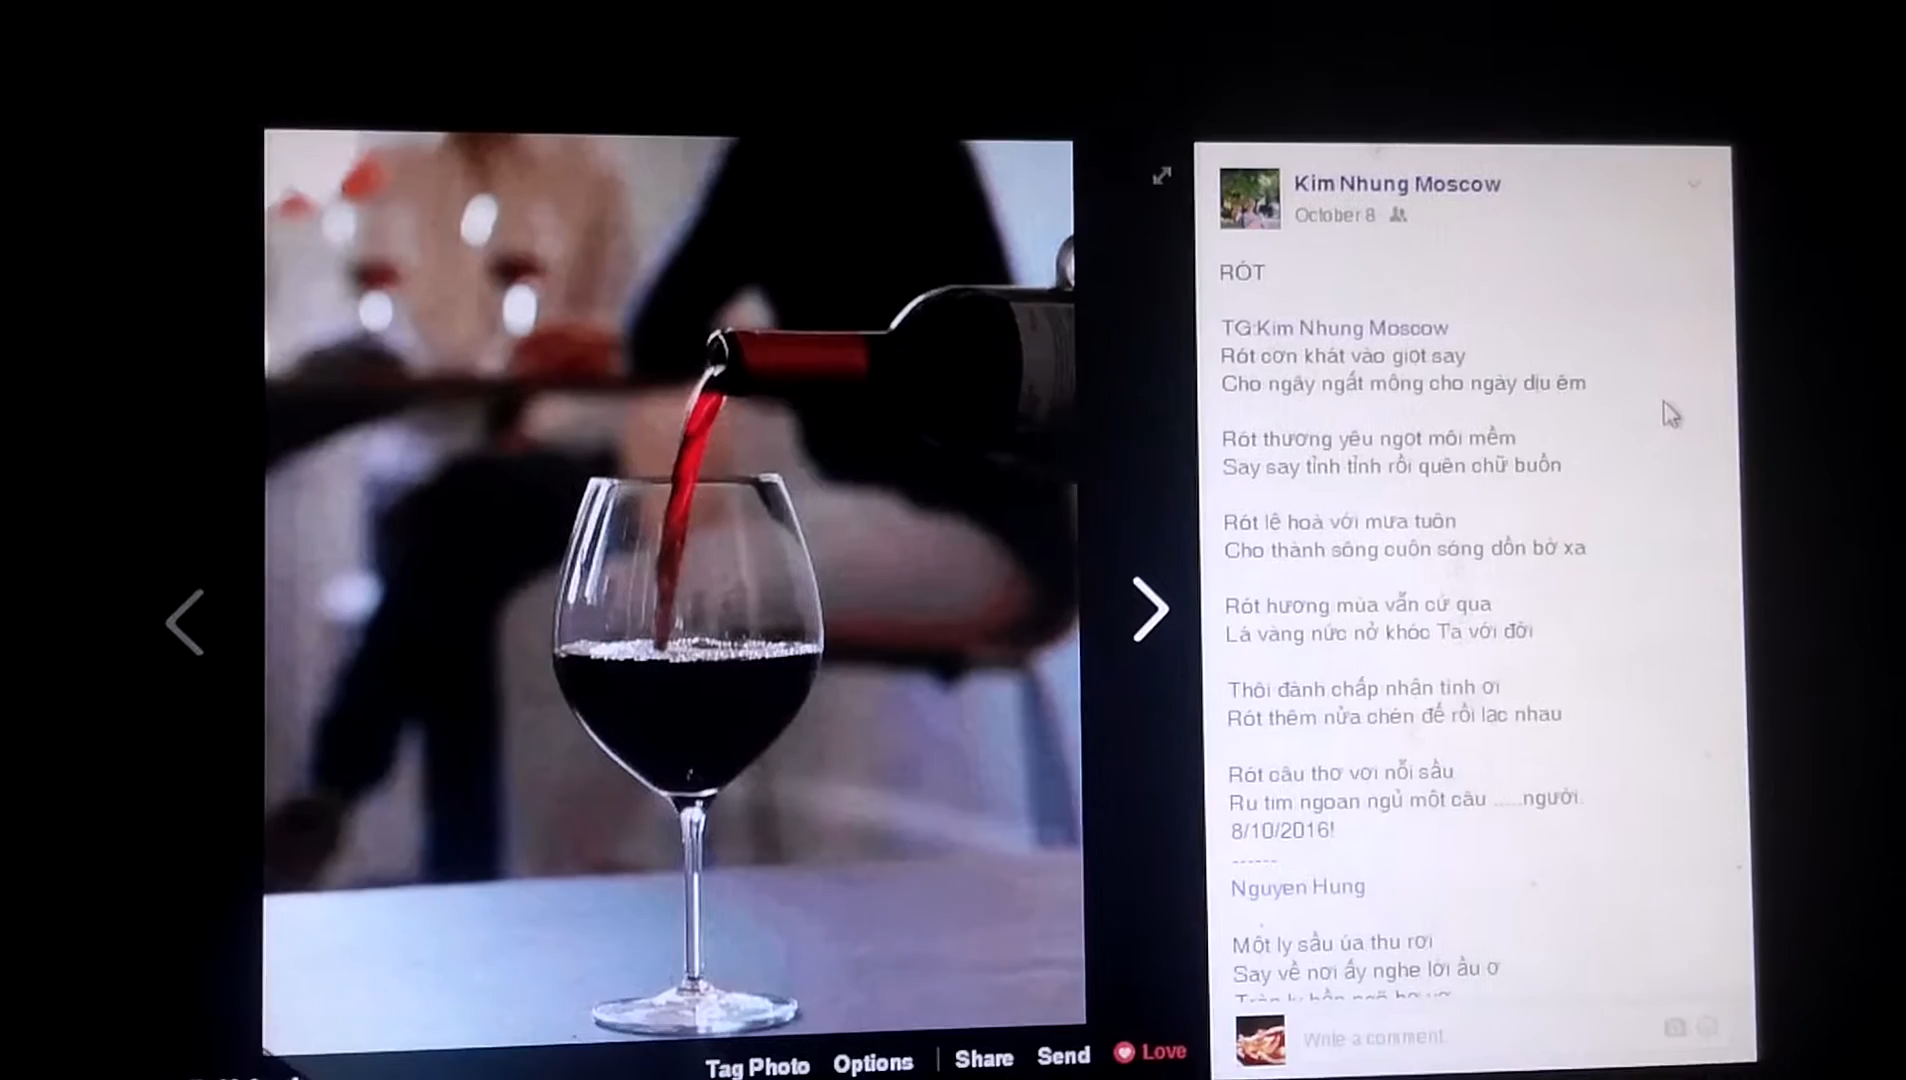 Kim Nhung Moscow
October 8
RÓT
TG:Kim Nhung Moscow
Rót cơn khát vào giọt say
Cho ngây ngất mộng cho ngày dịu êm
Rót thương yêu ngọt môi mềm
Say say tỉnh tỉnh rồi quên chữ buồn
Rót lệ hoà với mưa tuôn
Cho thành sông cuộn sóng dồn bờ xa
Rót hương mùa vẫn cứ qua
Lá vàng nức nở khóc Ta với đời
Thôi đành chấp nhận tình ơi
Rót thêm nửa chén để rồi lạc nhau
Rót câu thơ vơi nỗi sầu
Ru tim ngoan ngủ một câu .....người.
8/10/2016!
------
Nguyen Hung
Một ly sầu úa thu rơi
Say về nơi ấy nghe lời ầu ơ
Write a comment
Tag Photo Options Share Send Love